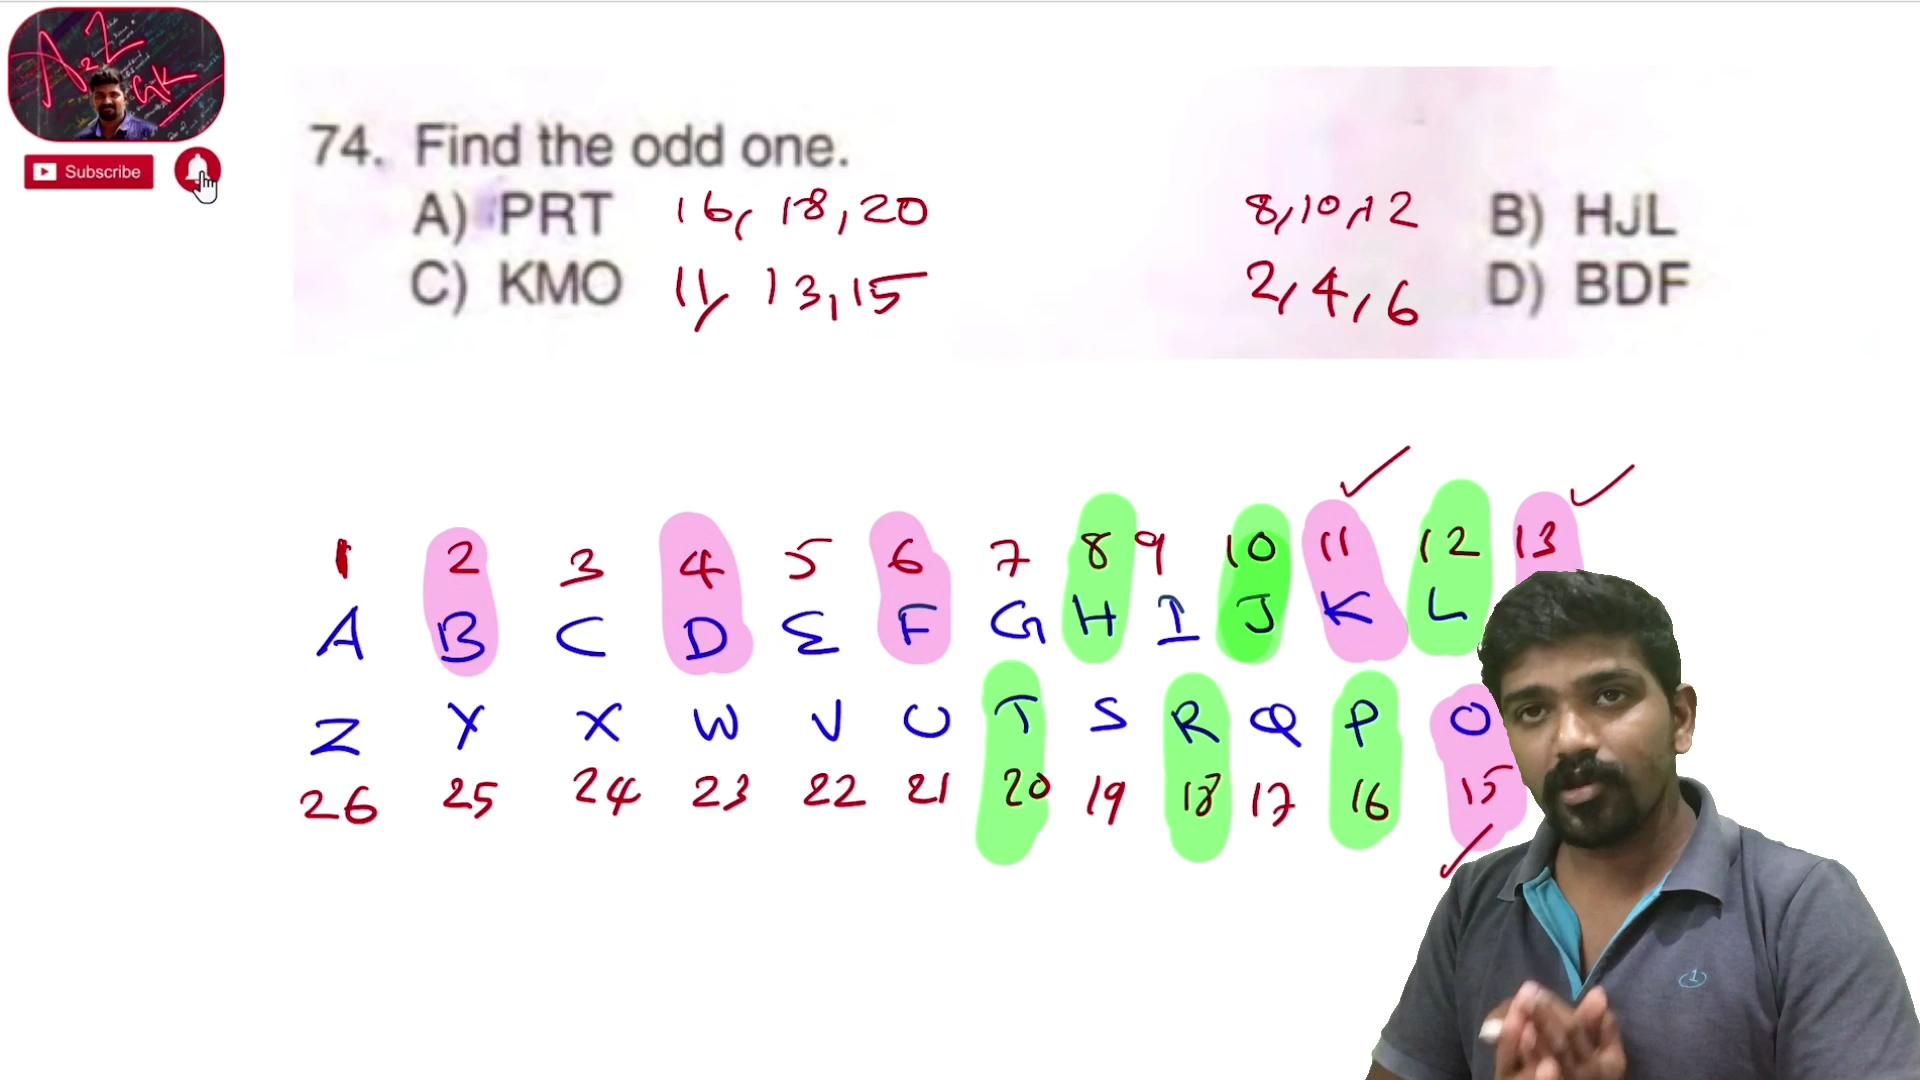 A2Z
GK
Subscribe
74. Find the odd one.
A) PRT 16, 18, 20 8, 10, 12 B) HJL
C) KMO 11, 13, 15 2, 4, 6 D) BDF
1 2 3 4 5 6 7 8 9 10 11 12 13
A B C D E F G H I J K L
Z Y X W V U T S R Q P O
26 25 24 23 22 21 20 19 18 17 16 15